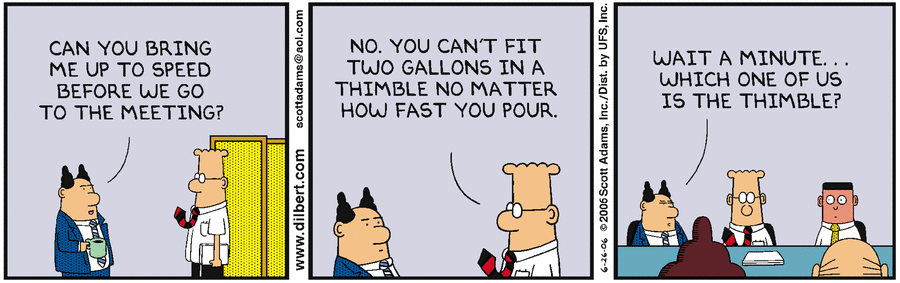 CAN YOU BRING
ME UP TO SPEED
BEFORE WE GO
TO THE MEETING?
www.dilbert.com
scottadams@aol.com
NO. YOU CAN'T FIT
TWO GALLONS IN A
THIMBLE NO MATTER
HOW FAST YOU POUR.
6-26-06 © 2006 Scott Adams, Inc./Dist. by UFS, Inc.
WAIT A MINUTE...
WHICH ONE OF US
IS THE THIMBLE?